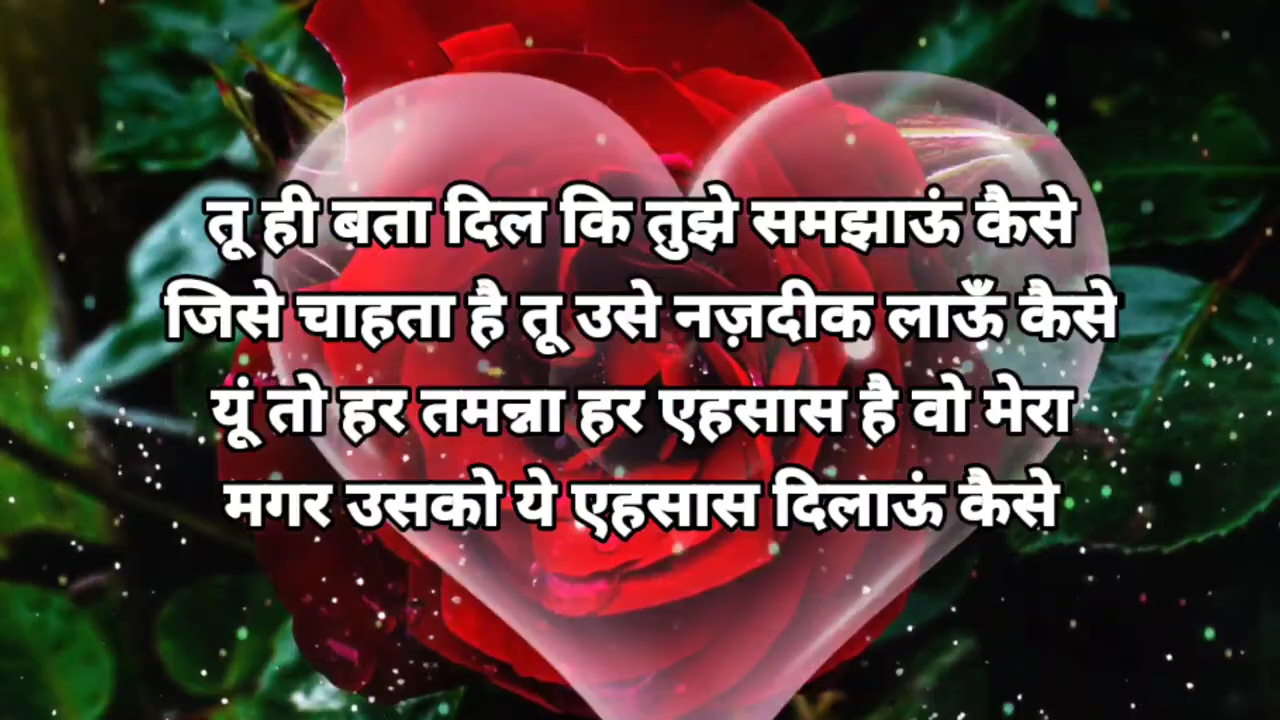 तू ही बता दिल कि तुझे समझाऊं कैसे
जिसे चाहता है तू उसे नज़दीक लाऊँ कैसे
यूं तो हर तमन्ना हर एहसास है वो मेरा
मगर उसको ये एहसास दिलाऊं कैसे